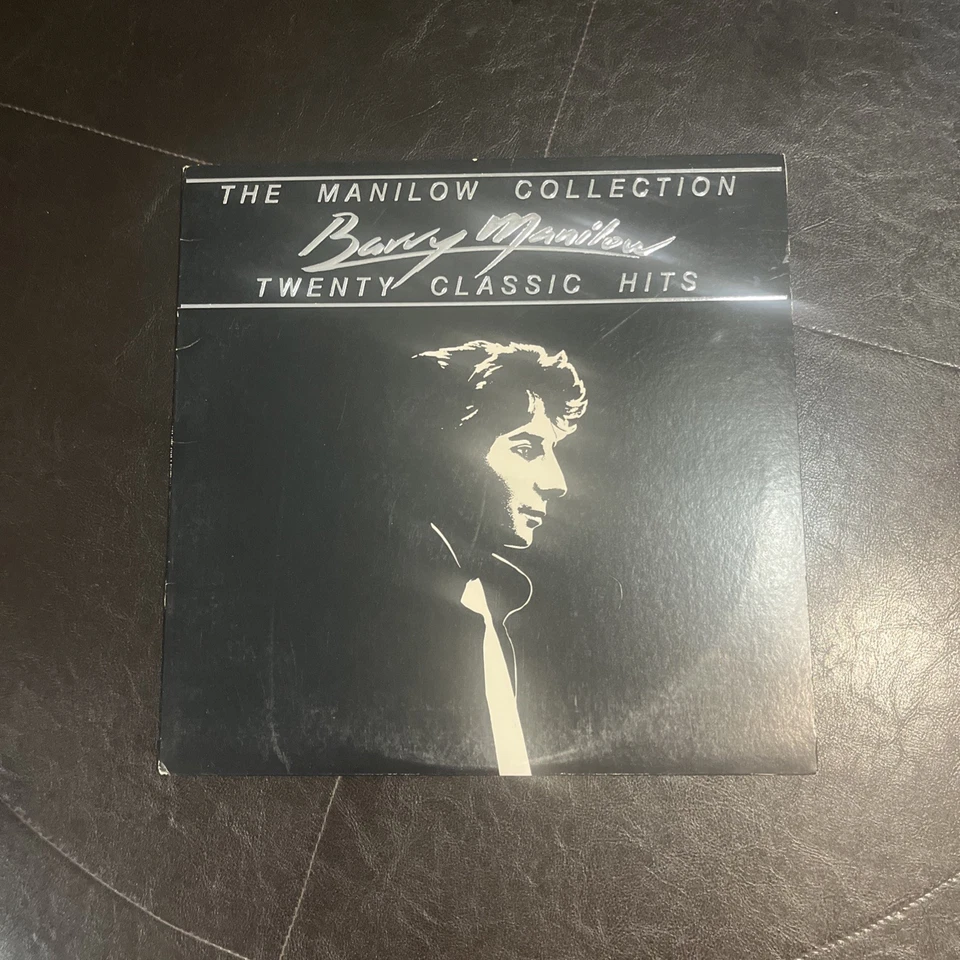 THE MANILOW COLLECTION
Barry Manilow
TWENTY CLASSIC HITS